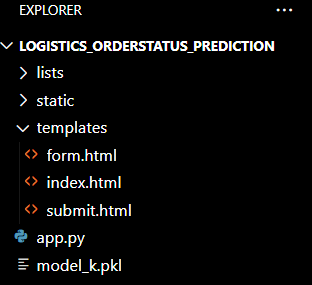 EXPLORER
LOGISTICS_ORDERSTATUS_PREDICTION
lists
static
templates
form.html
index.html
submit.html
app.py
model_k.pkl